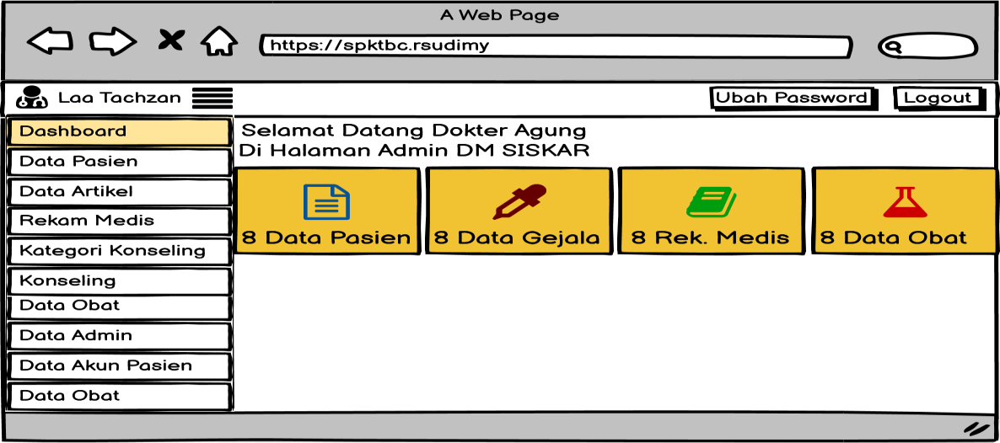 A Web Page
https://spktbc.rsudimy
Laa Tachzan
Ubah Password
Logout
Dashboard
Data Pasien
Data Artikel
Rekam Medis
Kategori Konseling
Konseling
Data Obat
Data Admin
Data Akun Pasien
Data Obat
Selamat Datang Dokter Agung
Di Halaman Admin DM SISKAR
8 Data Pasien
8 Data Gejala
8 Rek. Medis
8 Data Obat